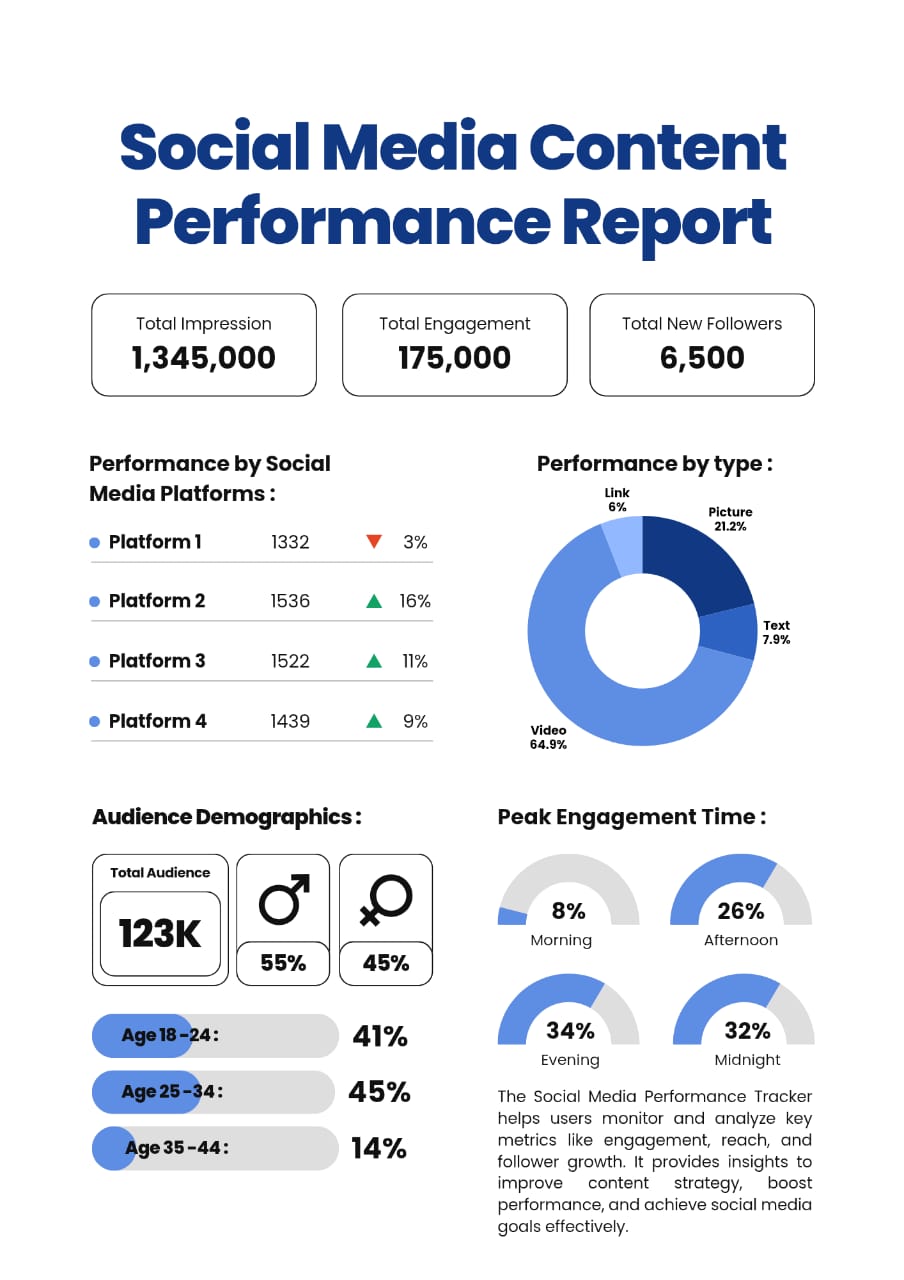 Social Media Content
Performance Report
Total Impression
1,345,000
Total Engagement
175,000
Total New Followers
6,500
Performance by Social
Media Platforms :
Platform 1 1332 3%
Platform 2 1536 16%
Platform 3 1522 11%
Platform 4 1439 9%
Performance by type :
Link
6%
Picture
21.2%
Text
7.9%
Video
64.9%
Audience Demographics :
Total Audience
123K
55%
45%
Age 18 -24 : 41%
Age 25 -34 : 45%
Age 35 -44 : 14%
Peak Engagement Time :
8%
Morning
26%
Afternoon
34%
Evening
32%
Midnight
The Social Media Performance Tracker
helps users monitor and analyze key
metrics like engagement, reach, and
follower growth. It provides insights to
improve content strategy, boost
performance, and achieve social media
goals effectively.